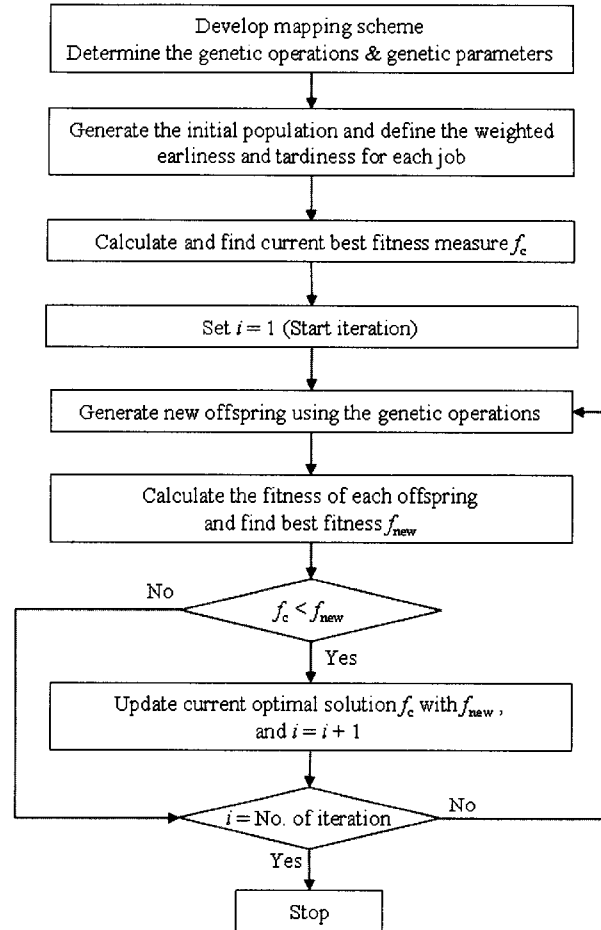 Develop mapping scheme
Determine the genetic operations & genetic parameters
Generate the initial population and define the weighted
earliness and tardiness for each job
Calculate and find current best fitness measure f_c
Set i = 1 (Start iteration)
Generate new offspring using the genetic operations
Calculate the fitness of each offspring
and find best fitness f_new
No
f_c < f_new
Yes
Update current optimal solution f_c with f_new ,
and i = i + 1
i = No. of iteration
No
Yes
Stop